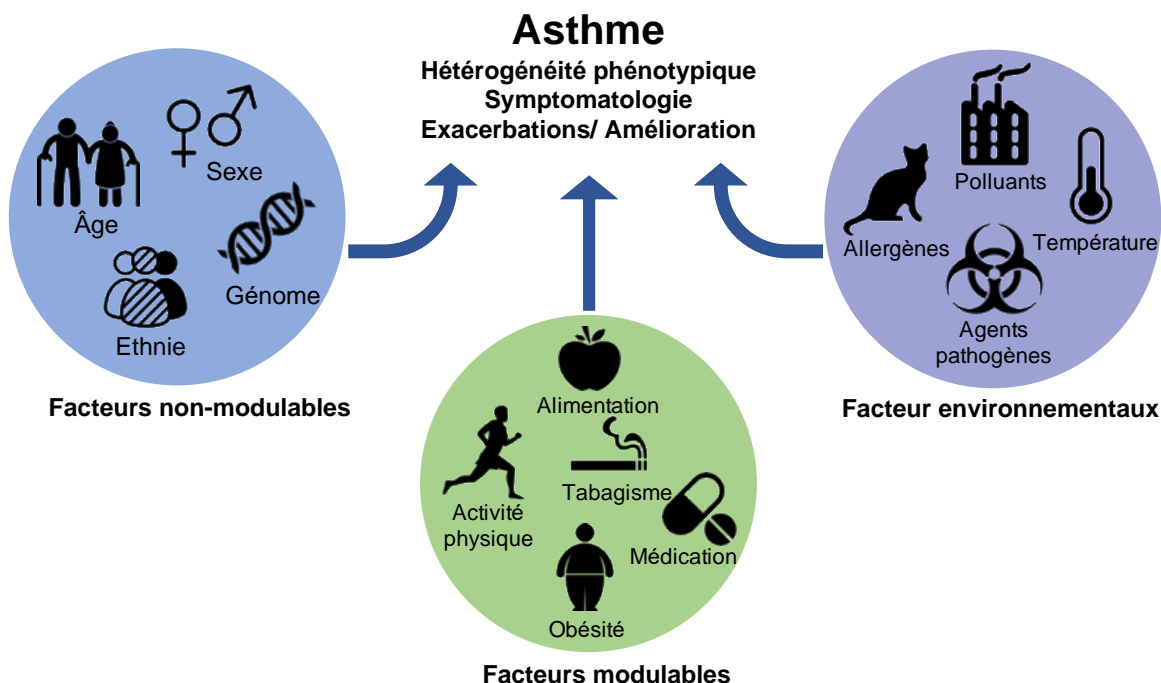 Asthme
Hétérogénéité phénotypique
Symptomatologie
Exacerbations/ Amélioration
Sexe
Âge
Génome
Ethnie
Facteurs non-modulables
Alimentation
Tabagisme
Activité
physique
Médication
Obésité
Facteurs modulables
Polluants
Allergènes
Température
Agents
pathogènes
Facteur environnementaux